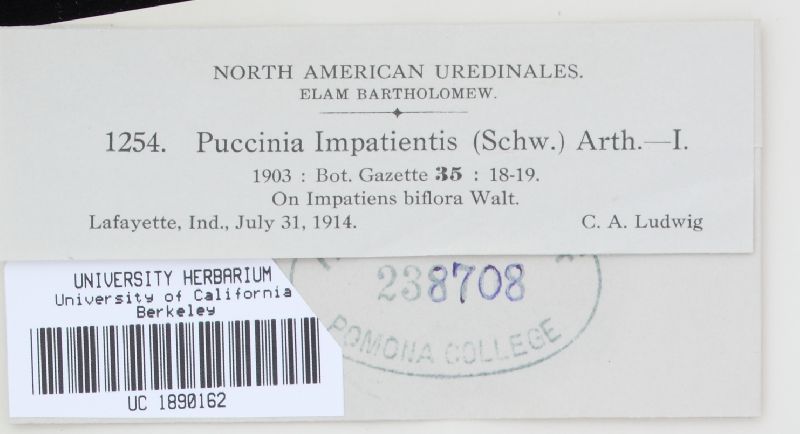 NORTH AMERICAN UREDINALES.
ELAM BARTHOLOMEW.
1254. Puccinia Impatientis (Schw.) Arth.—I.
1903 : Bot. Gazette 35 : 18-19.
On Impatiens biflora Walt.
Lafayette, Ind., July 31, 1914. C. A. Ludwig
238708
POMONA COLLEGE
UNIVERSITY HERBARIUM
University of California
Berkeley
UC 1890162